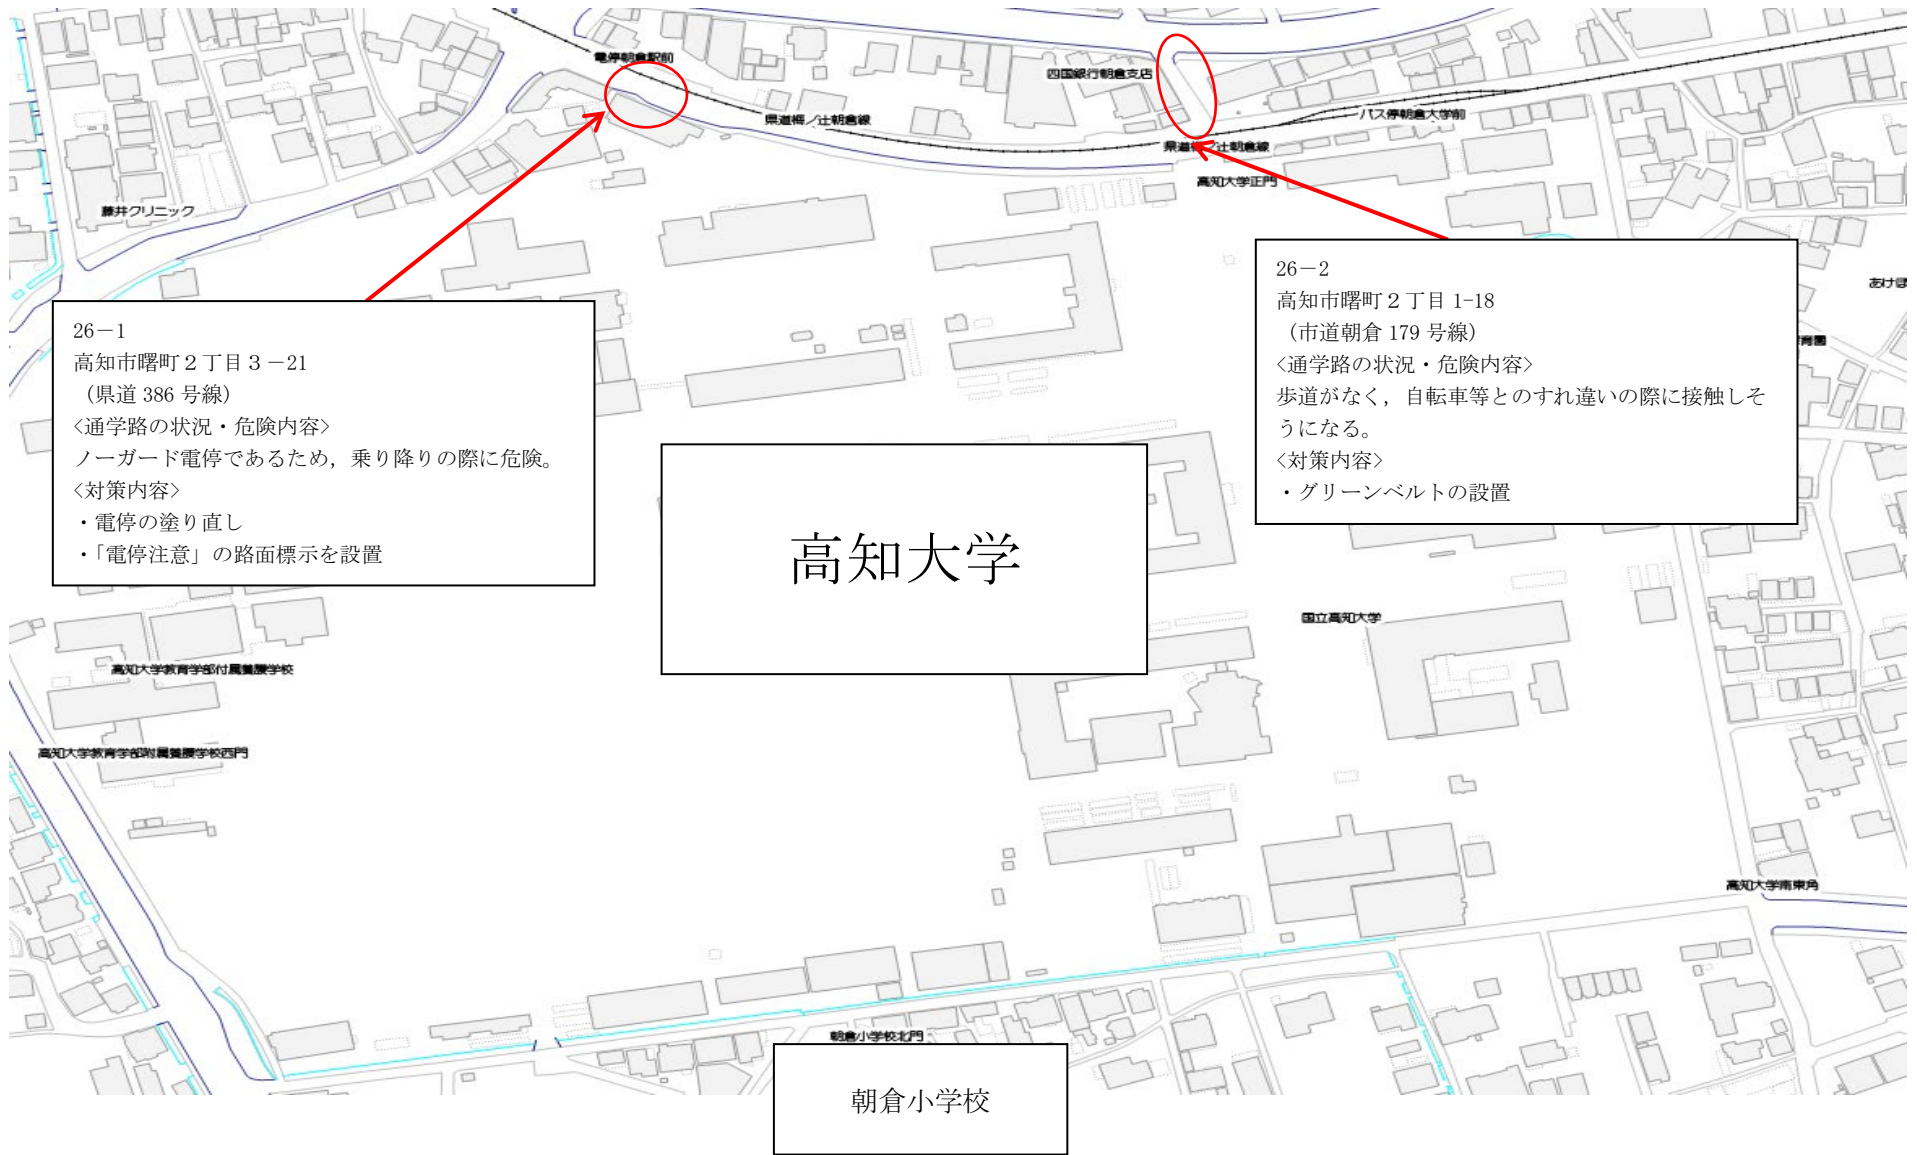 電停朝倉駅前
四国銀行朝倉支店
県道梅ノ辻朝倉線
バス停朝倉大学前
県道梅ノ辻朝倉線
高知大学正門
藤井クリニック
26－1
高知市曙町２丁目３－21
（県道 386 号線）
<通学路の状況・危険内容>
ノーガード電停であるため，乗り降りの際に危険。
<対策内容>
・電停の塗り直し
・「電停注意」の路面標示を設置
26－2
高知市曙町２丁目 1-18
（市道朝倉 179 号線）
<通学路の状況・危険内容>
歩道がなく，自転車等とのすれ違いの際に接触しそ
うになる。
<対策内容>
・グリーンベルトの設置
あけぼ
育園
高知大学
国立高知大学
高知大学教育学部付属養護学校
高知大学教育学部附属養護学校西門
高知大学南東角
朝倉小学校北門
朝倉小学校